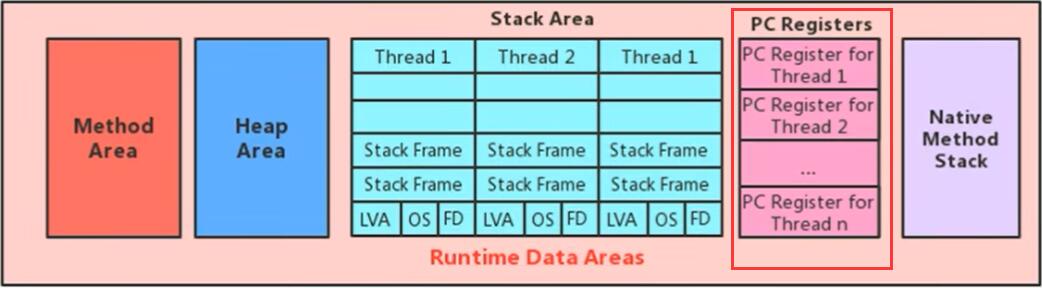 Stack Area
PC Registers
Method
Area
Heap
Area
Thread 1
Thread 2
Thread 1
Stack Frame
Stack Frame
Stack Frame
Stack Frame
Stack Frame
Stack Frame
LVA
OS
FD
LVA
OS
FD
LVA
OS
FD
PC Register for
Thread 1
PC Register for
Thread 2
...
PC Register for
Thread n
Native
Method
Stack
Runtime Data Areas